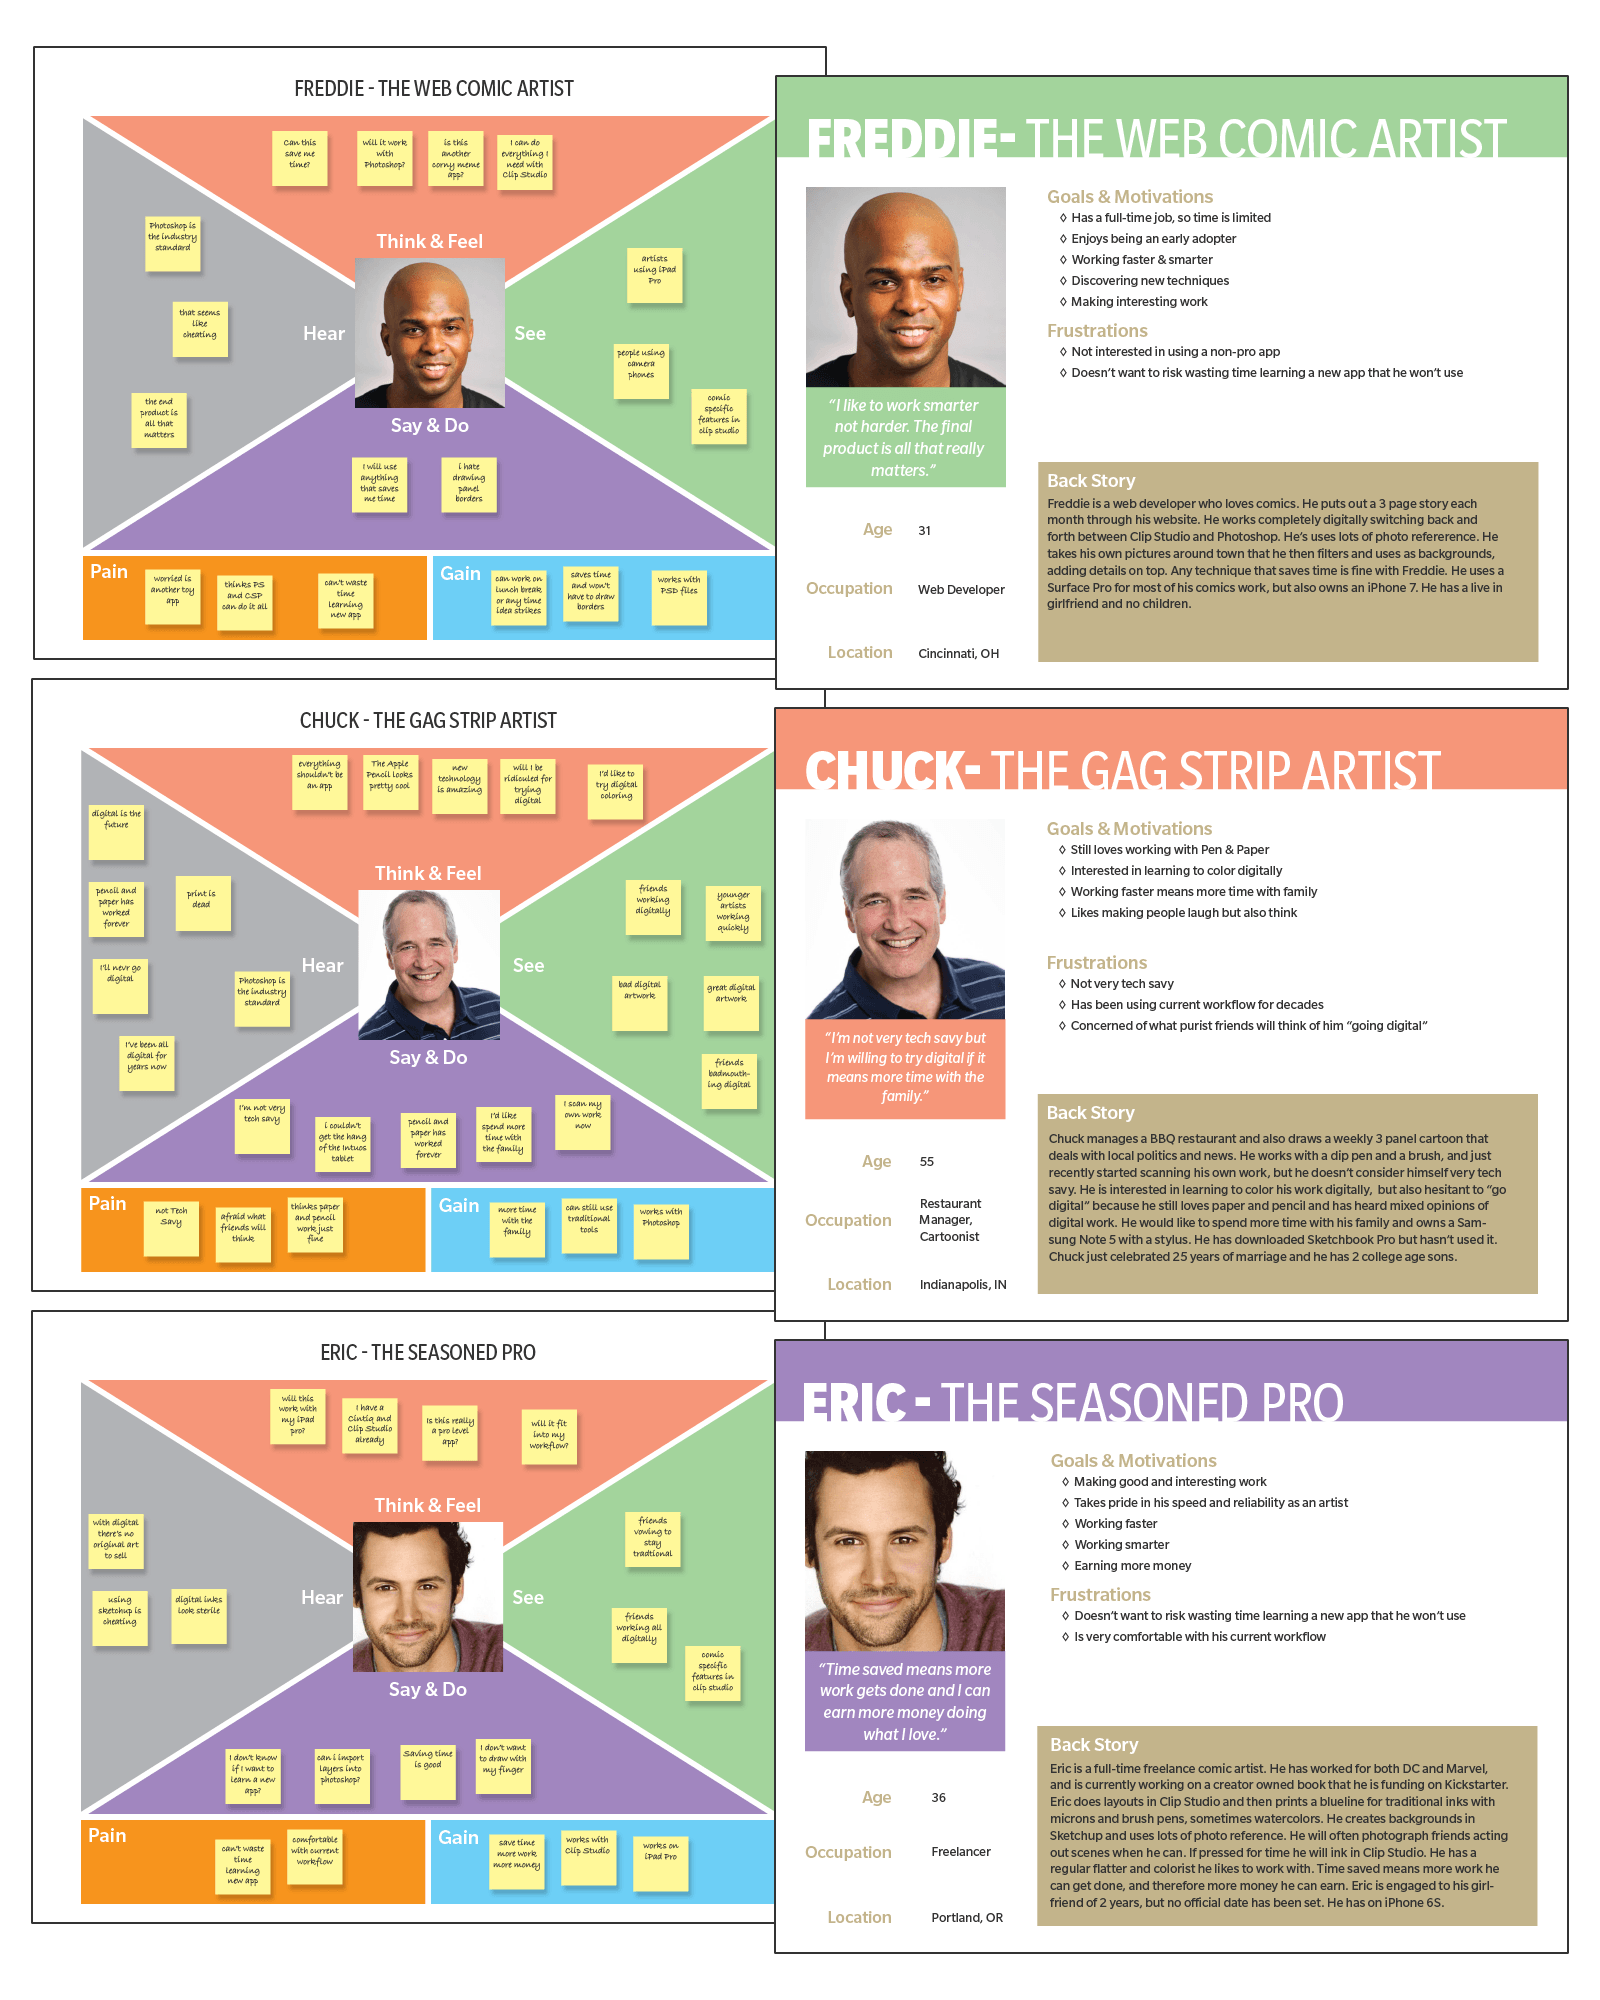 FREDDIE - THE WEB COMIC ARTIST
Can this
save me
time?
will it work
with
Photoshop?
is this
another
corny meme
app?
I can do
everything I
need with
Clip Studio
Think & Feel
Photoshop is
the industry
standard
that seems
like
cheating
the end
product is
all that
matters
Hear
See
artists
using iPad
Pro
people using
camera
phones
comic
specific
features in
clip studio
Say & Do
I will use
anything
that saves
me time
i hate
drawing
panel
borders
Pain
worried is
another toy
app
thinks PS
and CSP
can do it all
can't waste
time
learning
new app
Gain
can work on
lunch break
or any time
idea strikes
saves time
and won't
have to draw
borders
works with
PSD files
FREDDIE- THE WEB COMIC ARTIST
"I like to work smarter
not harder. The final
product is all that really
matters."
Age 31
Occupation Web Developer
Location Cincinnati, OH
Goals & Motivations
◊ Has a full-time job, so time is limited
◊ Enjoys being an early adopter
◊ Working faster & smarter
◊ Discovering new techniques
◊ Making interesting work
Frustrations
◊ Not interested in using a non-pro app
◊ Doesn't want to risk wasting time learning a new app that he won't use
Back Story
Freddie is a web developer who loves comics. He puts out a 3 page story each
month through his website. He works completely digitally switching back and
forth between Clip Studio and Photoshop. He's uses lots of photo refererence. He
takes his own pictures around town that he then filters and uses as backgrounds,
adding details on top. Any technique that saves time is fine with Freddie. He uses a
Surface Pro for most of his comics work, but also owns an iPhone 7. He has a live in
girlfriend and no children.
CHUCK - THE GAG STRIP ARTIST
everything
shouldn't be
an app
The Apple
Pencil looks
pretty cool
new
technology
is amazing
will I be
ridiculed for
trying
digital
I'd like to
try digital
coloring
Think & Feel
digital is the
future
pencil and
paper has
worked
forever
print is
dead
I'll nevr go
digital
Photoshop is
the industry
standard
I've been all
digital for
years now
Hear
See
friends
working
digitally
younger
artists
working
quickly
bad digital
artwork
great digital
artwork
friends
badmouth-
ing digital
Say & Do
I'm not very
tech savy
i couldn't
get the hang
of the Intuos
tablet
pencil and
paper has
worked
forever
I'd like
spend more
time with
the family
I scan my
own work
now
Pain
not Tech
Savy
afraid what
friends will
think
thinks paper
and pencil
work just
fine
Gain
more time
with the
family
can still use
traditional
tools
works with
Photoshop
CHUCK- THE GAG STRIP ARTIST
"I'm not very tech savy but
I'm willing to try digital if it
means more time with the
family."
Age 55
Occupation Restaurant
Manager,
Cartoonist
Location Indianapolis, IN
Goals & Motivations
◊ Still loves working with Pen & Paper
◊ Interested in learning to color digitally
◊ Working faster means more time with family
◊ Likes making people laugh but also think
Frustrations
◊ Not very tech savy
◊ Has been using current workflow for decades
◊ Concerned of what purist friends will think of him "going digital"
Back Story
Chuck manages a BBQ restaurant and also draws a weekly 3 panel cartoon that
deals with local politics and news. He works with a dip pen and a brush, and just
recently started scanning his own work, but he doesn't consider himself very tech
savy. He is interested in learning to color his work digitally, but also hesitant to "go
digital" because he still loves paper and pencil and has heard mixed opinions of
digital work. He would like to spend more time with his family and owns a Sam-
sung Note 5 with a stylus. He has downloaded Sketchbook Pro but hasn't used it.
Chuck just celebrated 25 years of marriage and he has 2 college age sons.
ERIC - THE SEASONED PRO
will this
work with
my iPad
pro?
I have a
Cintiq and
Clip Studio
already
Is this really
a pro level
app?
Will it fit
into my
workflow?
Think & Feel
with digital
there's no
original art
to sell
using
sketchup is
cheating
digital inks
look sterile
Hear
See
friends
vowing to
stay
tradtional
friends
working all
digitally
comic
specific
features in
clip studio
Say & Do
I don't know
if I want to
learn a new
app?
can i import
layers into
photoshop?
Saving time
is good
I don't want
to draw with
my finger
Pain
can't waste
time
learning
new app
comfortable
with current
workflow
Gain
save time
more work
more money
works with
Clip Studio
works on
iPad Pro
ERIC - THE SEASONED PRO
"Time saved means more
work gets done and I can
earn more money doing
what I love."
Age 36
Occupation Freelancer
Location Portland, OR
Goals & Motivations
◊ Making good and interesting work
◊ Takes pride in his speed and reliability as an artist
◊ Working faster
◊ Working smarter
◊ Earning more money
Frustrations
◊ Doesn't want to risk wasting time learning a new app that he won't use
◊ Is very comfortable with his current workflow
Back Story
Eric is a full-time freelance comic artist. He has worked for both DC and Marvel,
and is currently working on a creator owned book that he is funding on Kickstarter.
Eric does layouts in Clip Studio and then prints a blueline for traditional inks with
microns and brush pens, sometimes watercolors. He creates backgrounds in
Sketchup and uses lots of photo reference. He will often photograph friends acting
out scenes when he can. If pressed for time he will ink in Clip Studio. He has a
regular flatter and colorist he likes to work with. Time saved means more work he
can get done, and therefore more money he can earn. Eric is engaged to his girl-
friend of 2 years, but no official date has been set. He has on iPhone 6S.